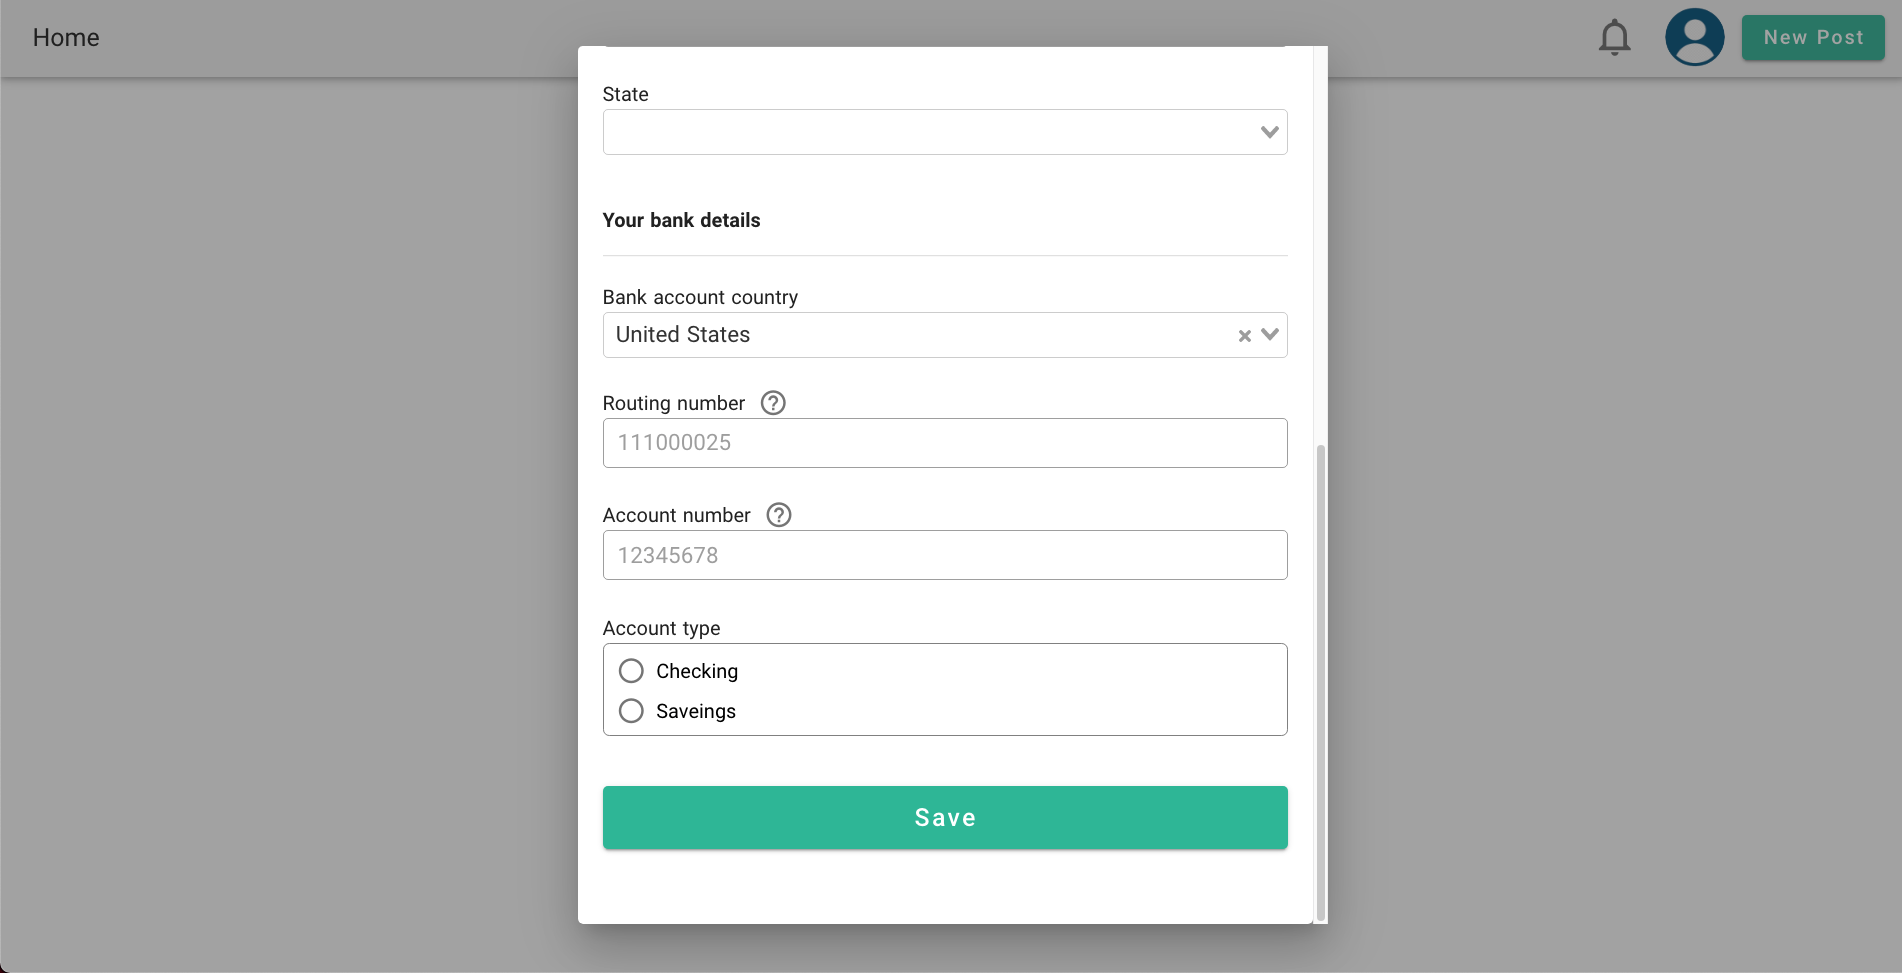 Home
New Post
State
Your bank details
Bank account country
United States
Routing number
111000025
Account number
12345678
Account type
Checking
Saveings
Save